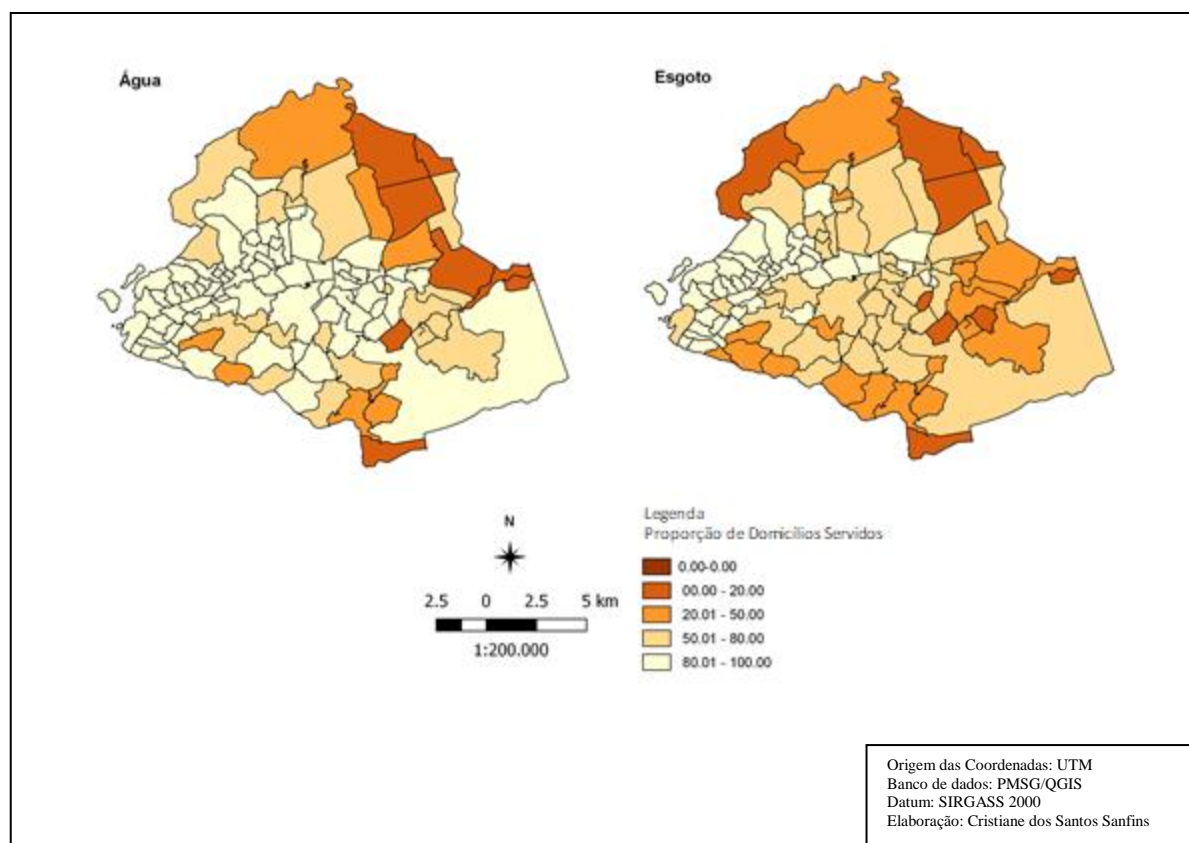 Água
Esgoto
N
2.5 0 2.5 5 km
1:200.000
Legenda
Proporção de Domicílios Servidos
0.00-0.00
00.00 - 20.00
20.01 - 50.00
50.01 - 80.00
80.01 - 100.00
Origem das Coordenadas: UTM
Banco de dados: PMSG/QGIS
Datum: SIRGASS 2000
Elaboração: Cristiane dos Santos Sanfins